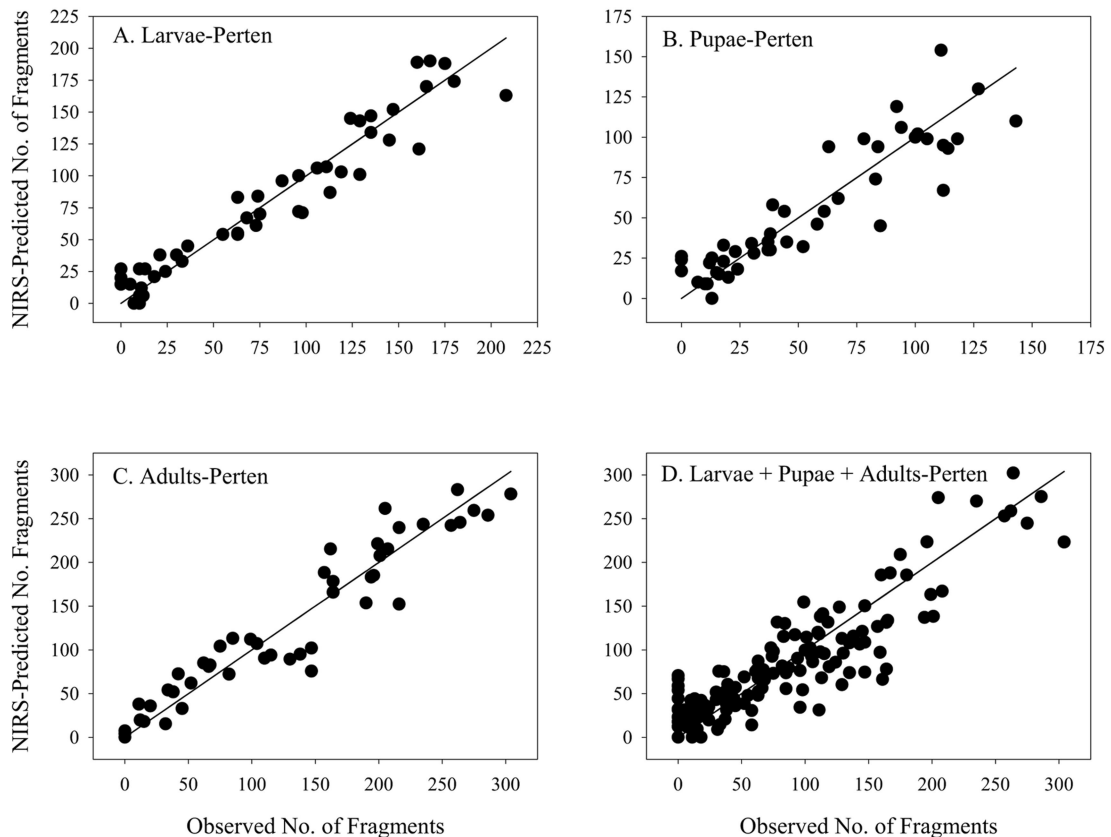 A. Larvae-Perten
225
200
175
150
125
100
75
50
25
0
0 25 50 75 100 125 150 175 200 225
NIRS-Predicted No. of Fragments
B. Pupae-Perten
175
150
125
100
75
50
25
0
0 25 50 75 100 125 150 175
C. Adults-Perten
300
250
200
150
100
50
0
0 50 100 150 200 250 300
NIRS-Predicted No. Fragments
Observed No. of Fragments
D. Larvae + Pupae + Adults-Perten
300
250
200
150
100
50
0
0 50 100 150 200 250 300
Observed No. of Fragments